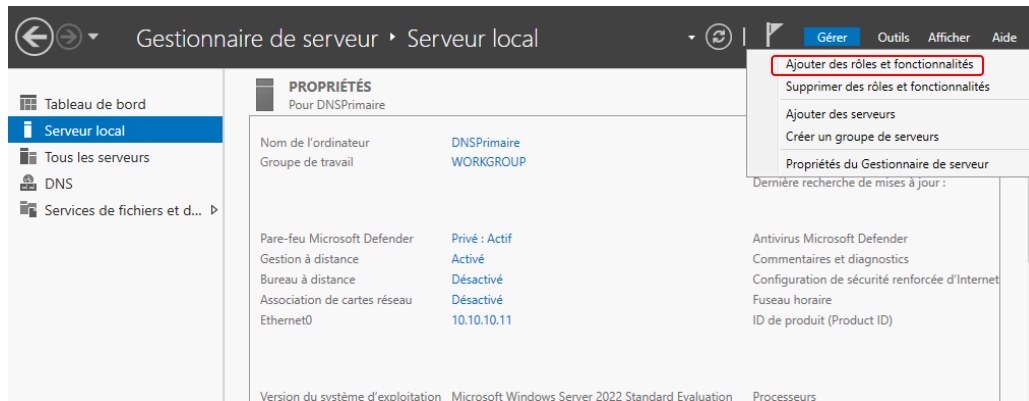 Gestionnaire de serveur ‣ Serveur local
Gérer Outils Afficher Aide
Ajouter des rôles et fonctionnalités
Supprimer des rôles et fonctionnalités
Ajouter des serveurs
Créer un groupe de serveurs
Propriétés du Gestionnaire de serveur
Tableau de bord
Serveur local
Tous les serveurs
DNS
Services de fichiers et d...
PROPRIÉTÉS
Pour DNSPrimaire
Nom de l'ordinateur DNSPrimaire
Groupe de travail WORKGROUP
Dernière recherche de mises à jour :
Pare-feu Microsoft Defender Privé : Actif Antivirus Microsoft Defender
Gestion à distance Activé Commentaires et diagnostics
Bureau à distance Désactivé Configuration de sécurité renforcée d'Internet
Association de cartes réseau Désactivé Fuseau horaire
Ethernet0 10.10.10.11 ID de produit (Product ID)
Version du système d'exploitation Microsoft Windows Server 2022 Standard Evaluation Processeurs